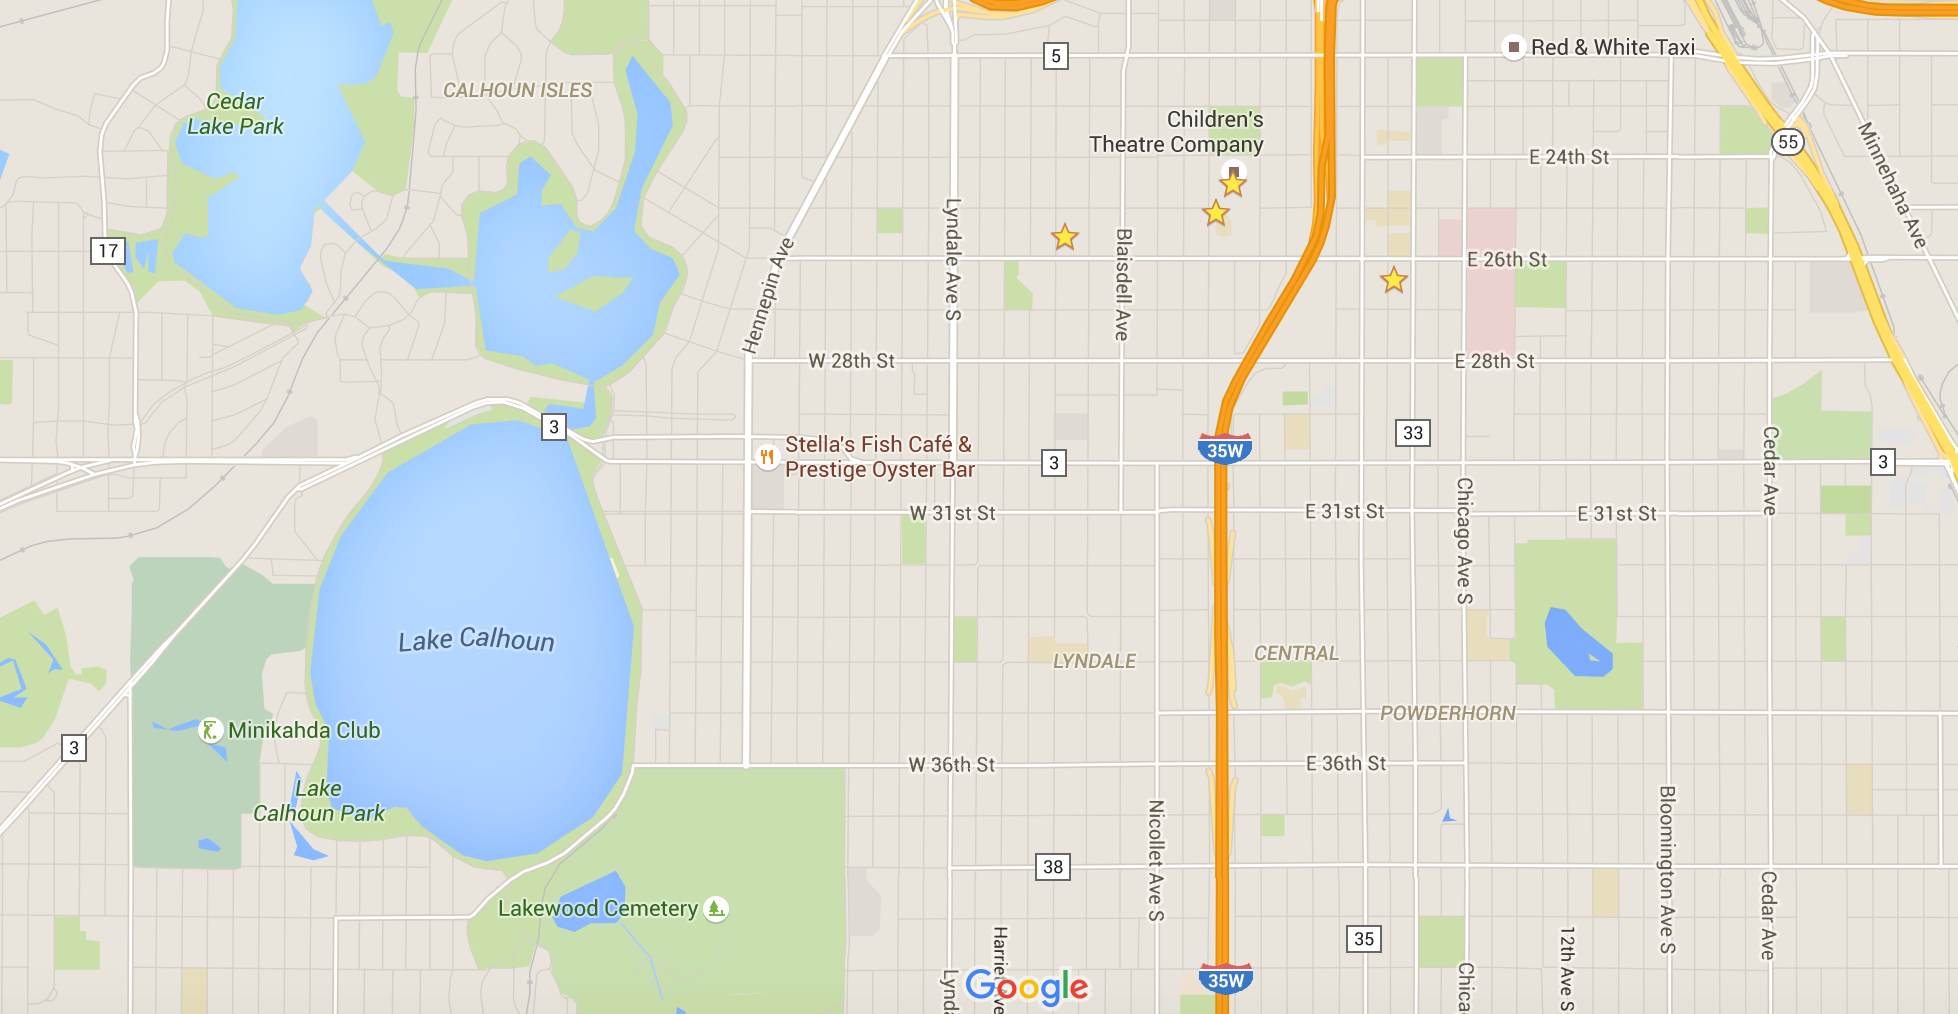 5
Red & White Taxi
CALHOUN ISLES
Cedar
Lake Park
Children's
Theatre Company
55
E 24th St
Minnehaha Ave
17
Hennepin Ave
Lyndale Ave S
Blaisdell Ave
E 26th St
W 28th St
E 28th St
3
Stella's Fish Café &
Prestige Oyster Bar
3
35W
33
3
Cedar Ave
W 31st St
E 31st St
Chicago Ave S
E 31st St
Lake Calhoun
LYNDALE
CENTRAL
POWDERHORN
Minikahda Club
3
W 36th St
E 36th St
Lake
Calhoun Park
Nicollet Ave S
Bloomington Ave S
38
Cedar Ave
Lakewood Cemetery
35
12th Ave S
Google
35W